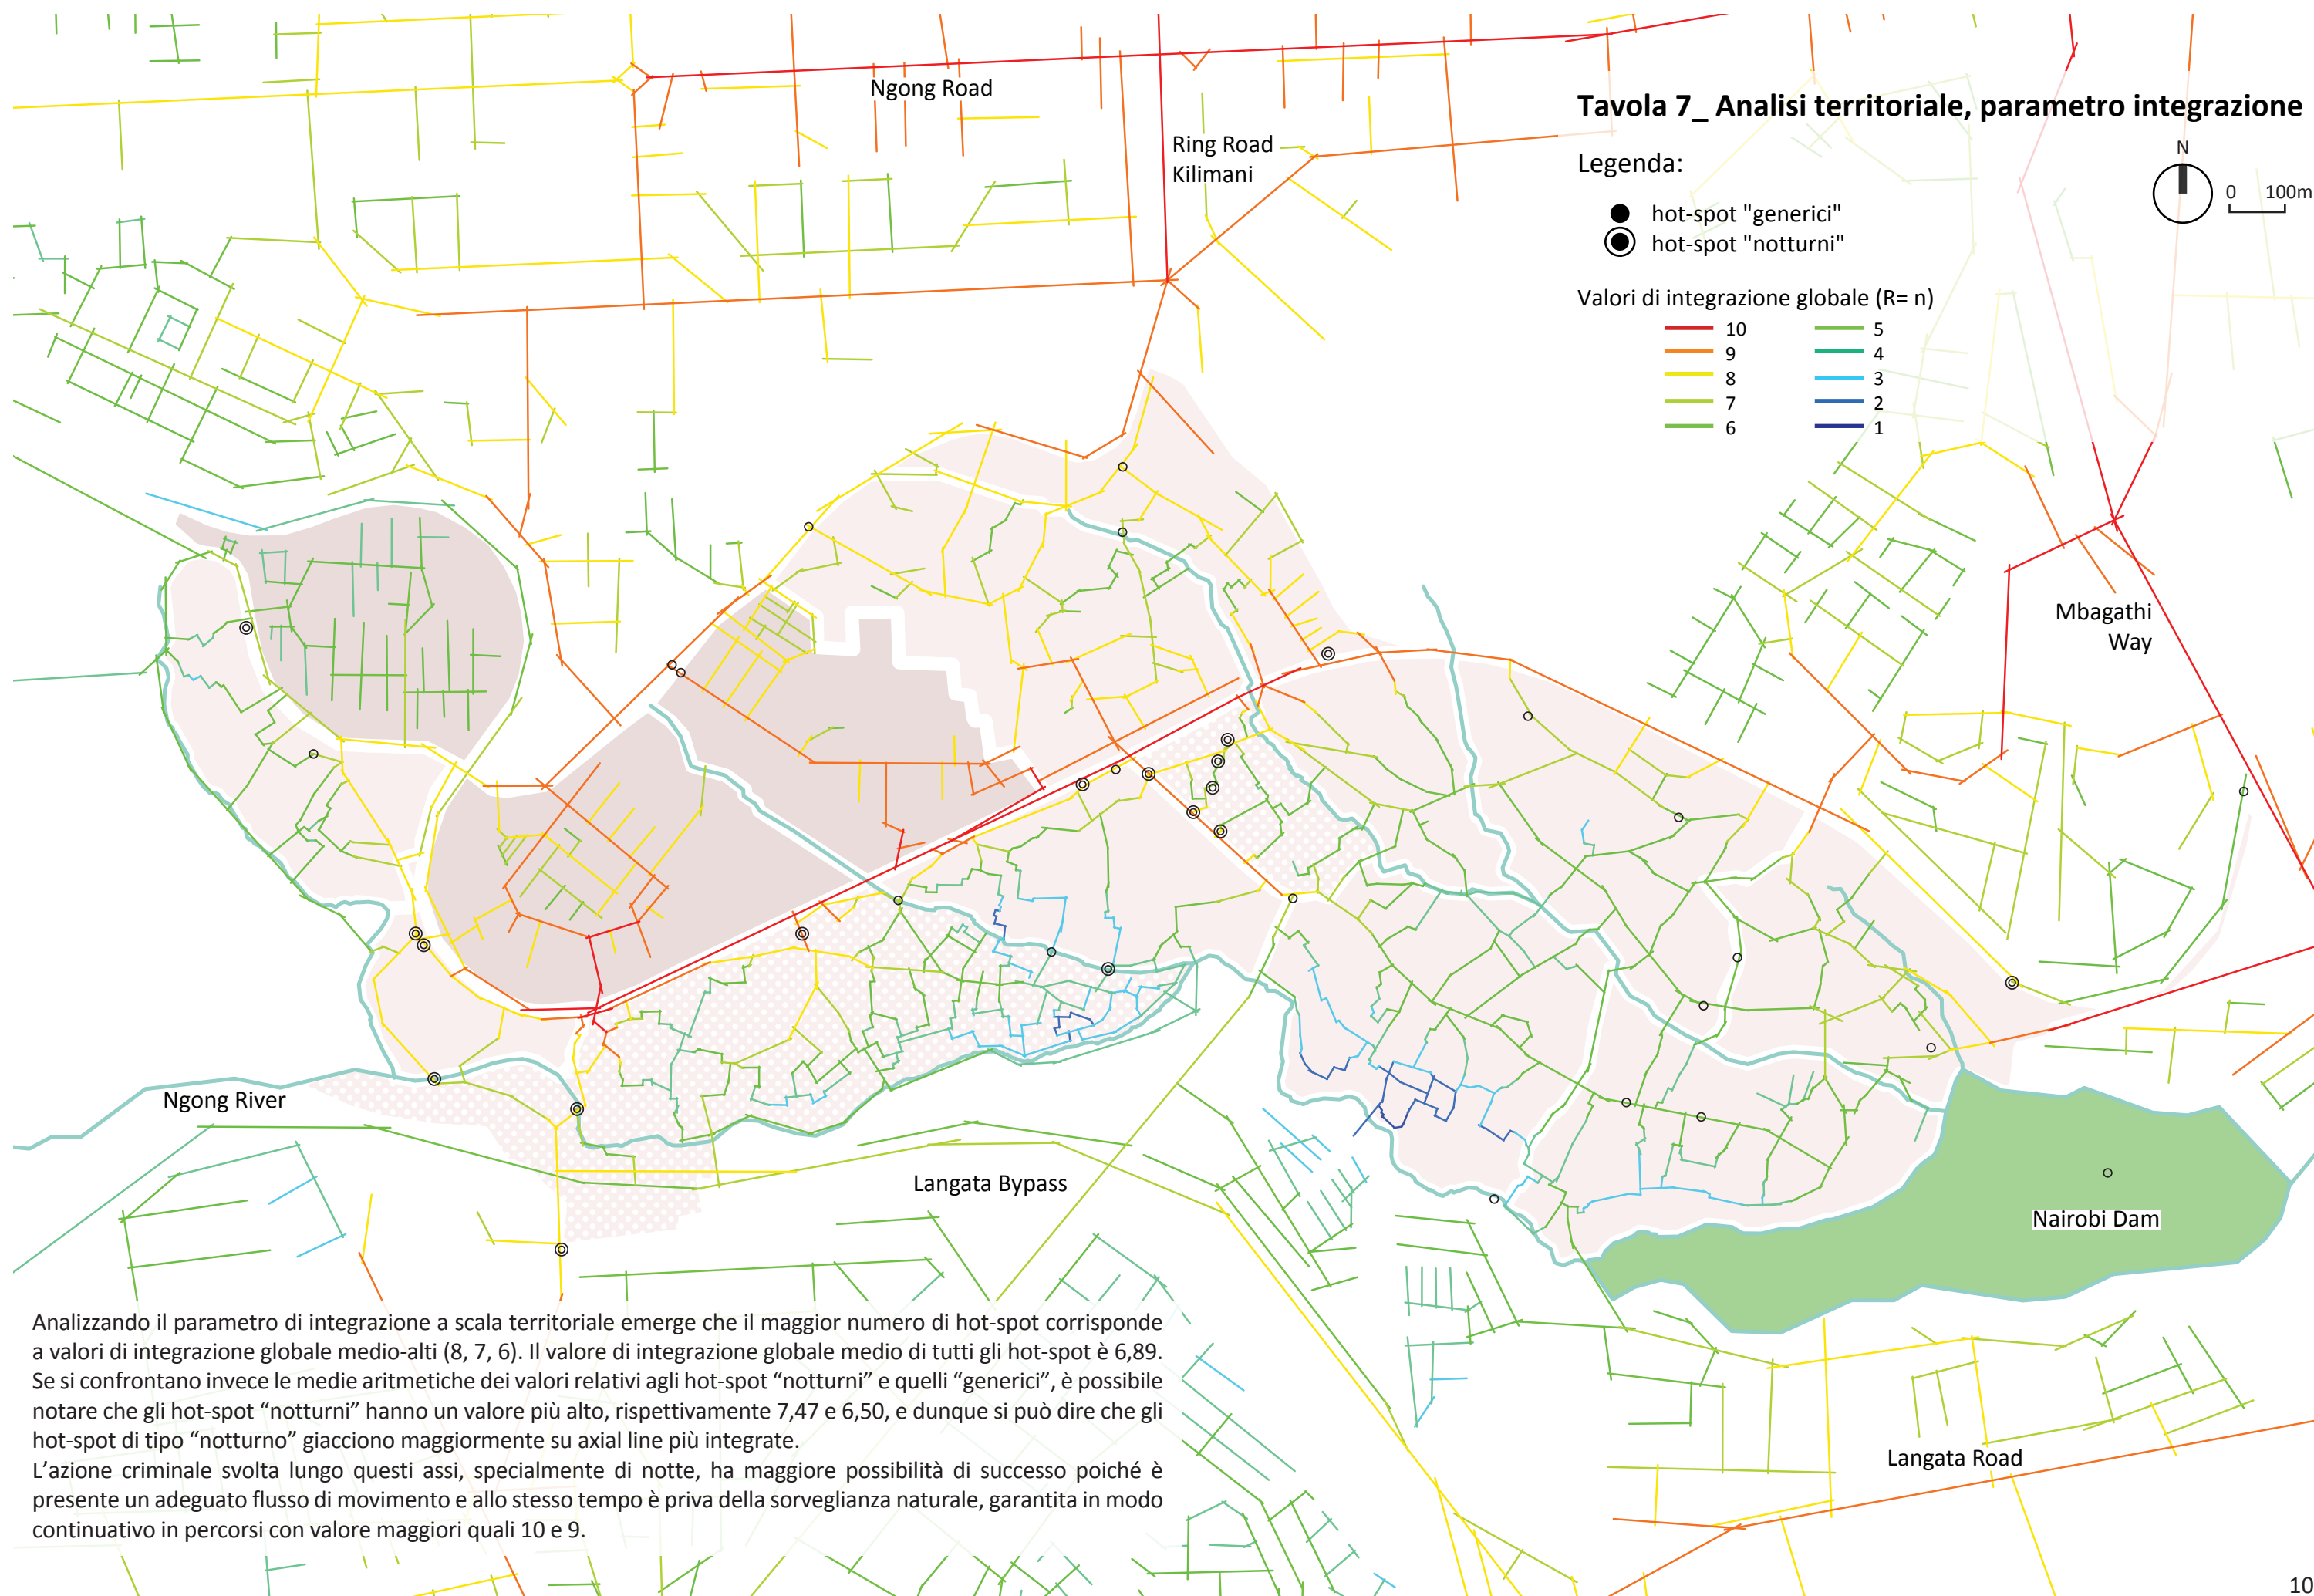 Ngong Road
Tavola 7_ Analisi territoriale, parametro integrazione
Ring Road
Kilimani
Legenda:
N
0 100m
hot-spot "generici"
hot-spot "notturni"
Valori di integrazione globale (R= n)
10
9
8
7
6
5
4
3
2
1
Mbagathi
Way
Ngong River
Langata Bypass
Nairobi Dam
Analizzando il parametro di integrazione a scala territoriale emerge che il maggior numero di hot-spot corrisponde
a valori di integrazione globale medio-alti (8, 7, 6). Il valore di integrazione globale medio di tutti gli hot-spot è 6,89.
Se si confrontano invece le medie aritmetiche dei valori relativi agli hot-spot “notturni” e quelli “generici”, è possibile
notare che gli hot-spot “notturni” hanno un valore più alto, rispettivamente 7,47 e 6,50, e dunque si può dire che gli
hot-spot di tipo “notturno” giacciono maggiormente su axial line più integrate.
L’azione criminale svolta lungo questi assi, specialmente di notte, ha maggiore possibilità di successo poiché è
presente un adeguato flusso di movimento e allo stesso tempo è priva della sorveglianza naturale, garantita in modo
continuativo in percorsi con valore maggiori quali 10 e 9.
Langata Road
10